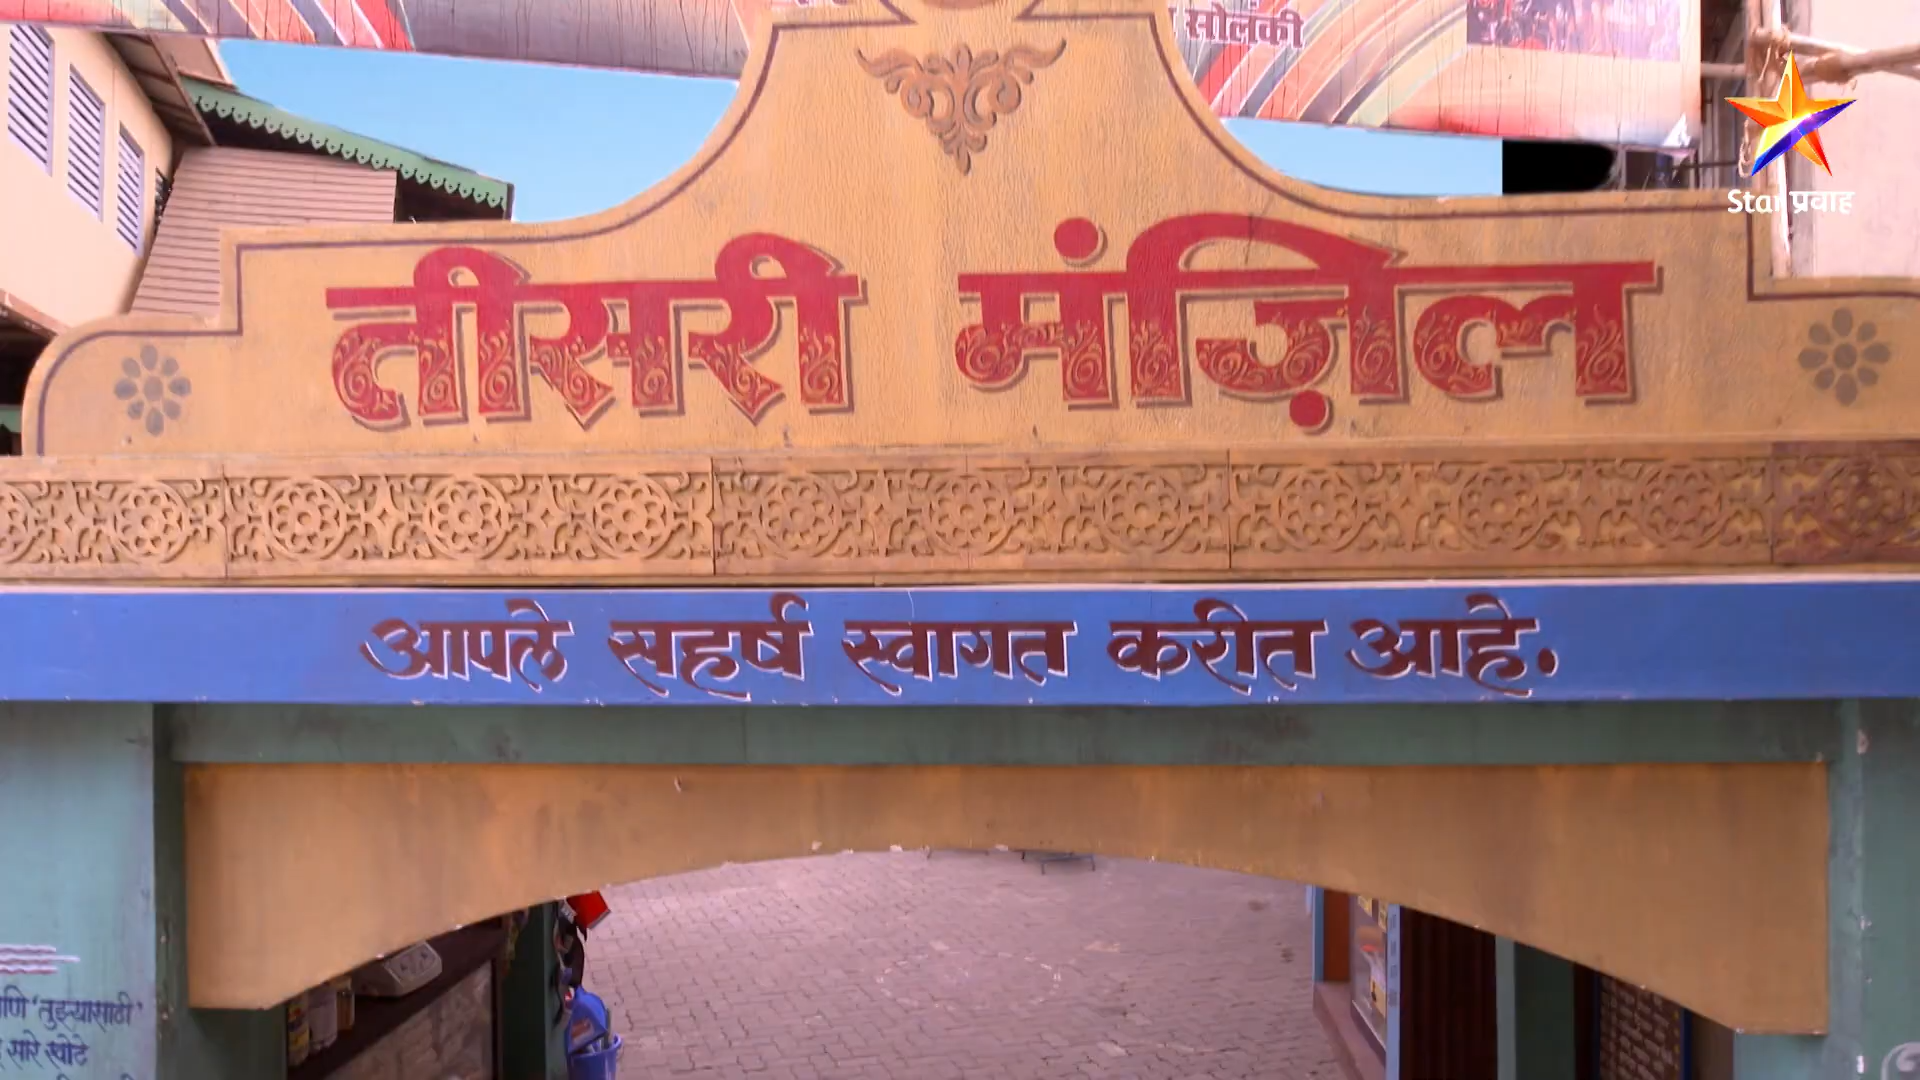 सोलंकी
Star प्रवाह
तीसरी मंज़िल
आपले सहर्ष स्वागत करीत आहे.
'तुझ्यासाठी'
सारे खोटे